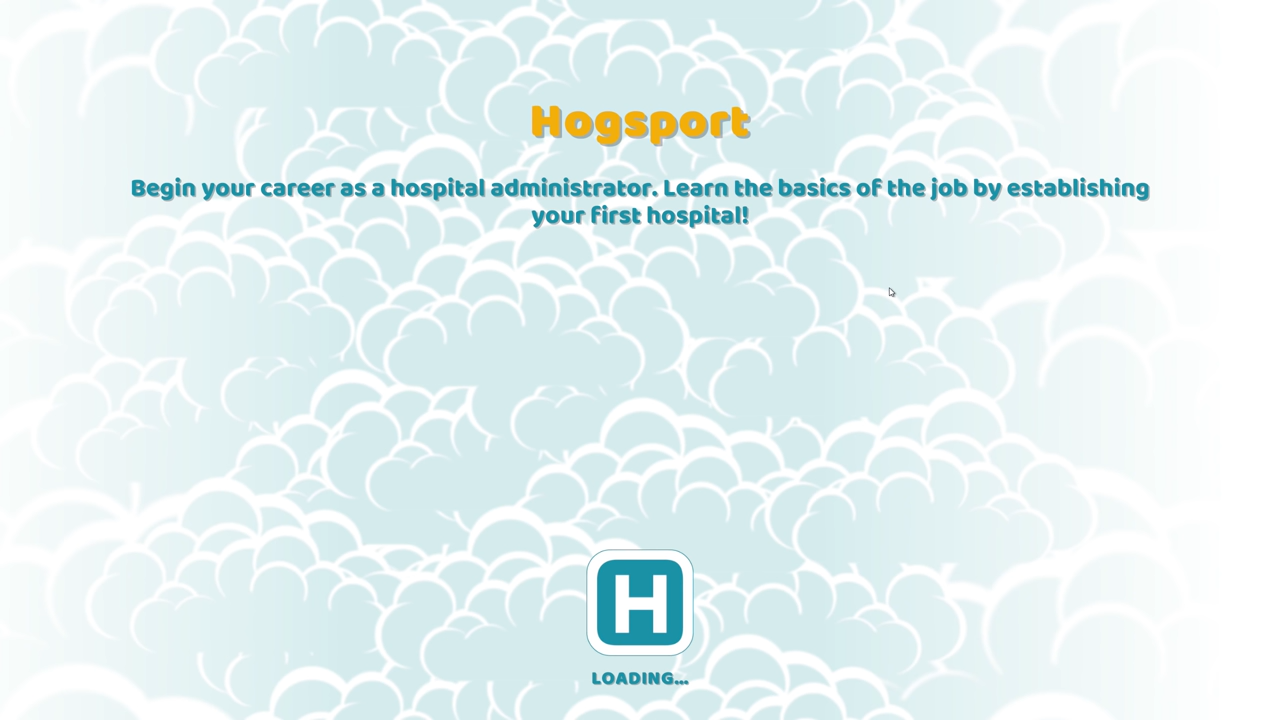 Hogsport
Begin your career as a hospital administrator. Learn the basics of the job by establishing
your first hospital!
H
LOADING...